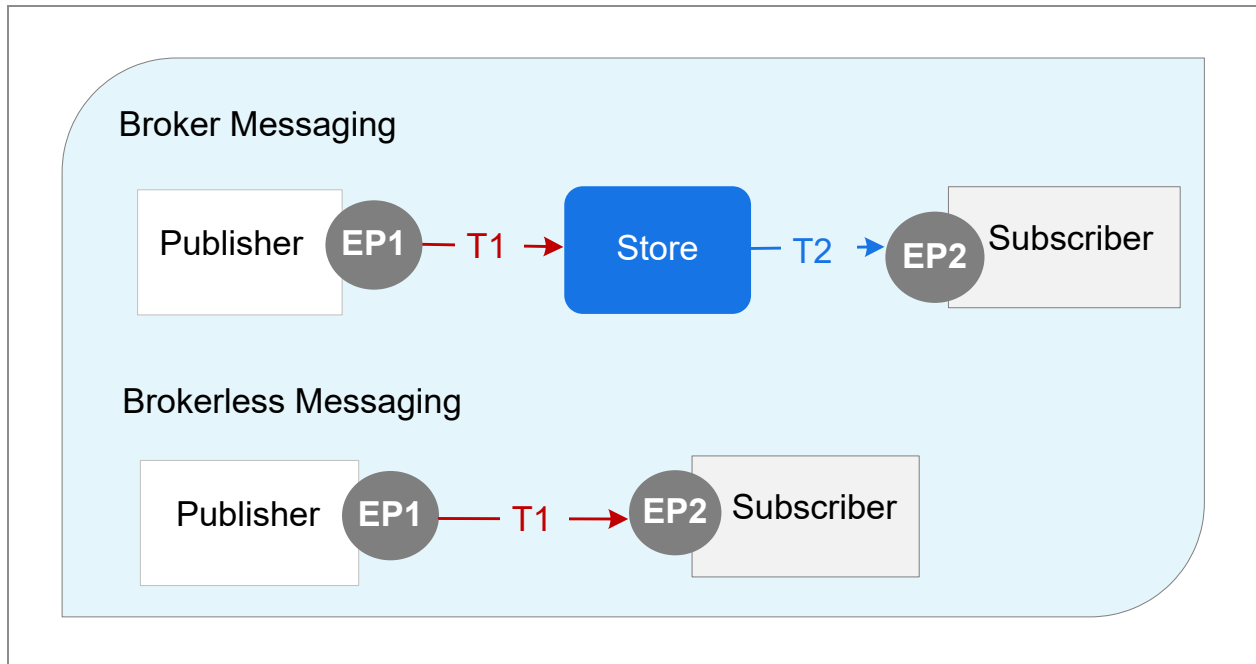 Broker Messaging
Publisher
EP1
T1
Store
T2
EP2
Subscriber
Brokerless Messaging
Publisher
EP1
T1
EP2
Subscriber